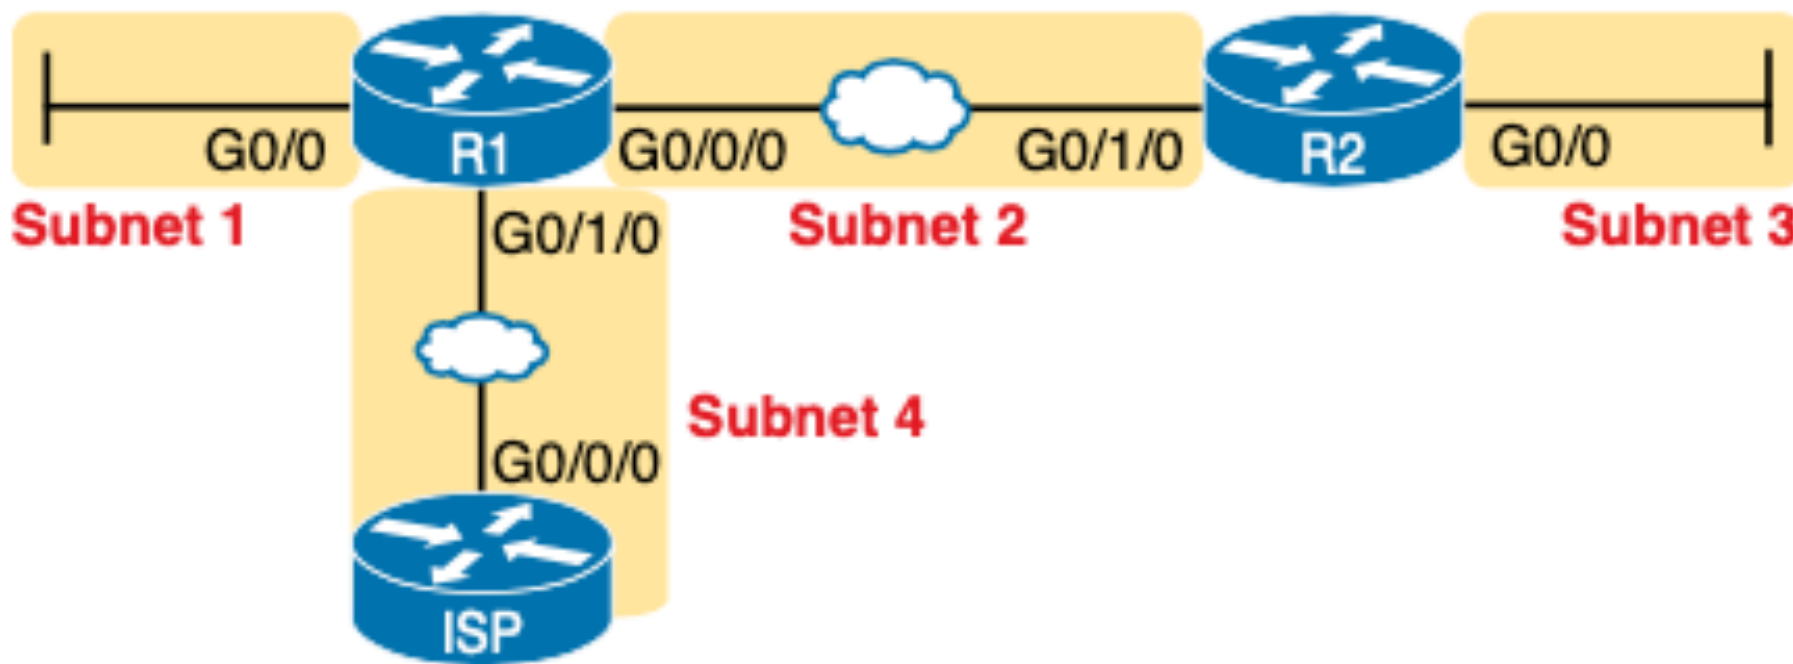 R1
R2
G0/0
G0/0/0
G0/1/0
G0/0
Subnet 1
G0/1/0
Subnet 2
Subnet 3
Subnet 4
G0/0/0
ISP